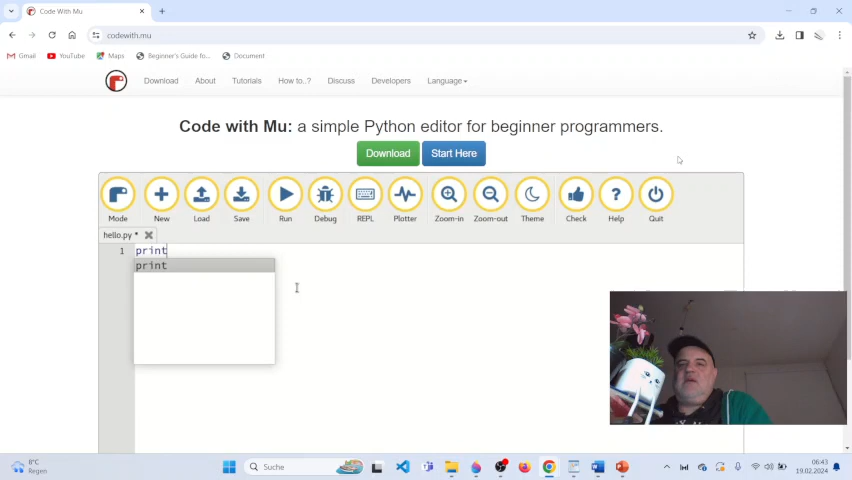 Code With Mu
codewith.mu
Gmail
YouTube
Maps
Beginner's Guide fo...
Document
Download
About
Tutorials
How to..?
Discuss
Developers
Language
Code with Mu: a simple Python editor for beginner programmers.
Download
Start Here
Mode
New
Load
Save
Run
Debug
REPL
Plotter
Zoom-in
Zoom-out
Theme
Check
Help
Quit
hello.py *
1 print
print
8°C
Regen
Suche
06:43
19.02.2024